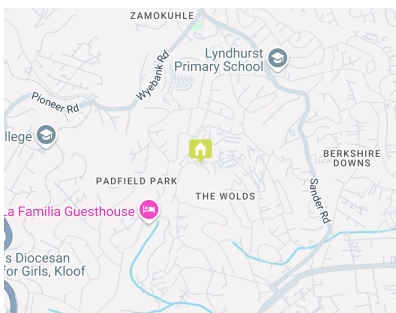 ZAMOKUHLE
Lyndhurst
Primary School
Wyebank Rd
Pioneer Rd
llege
BERKSHIRE
DOWNS
PADFIELD PARK
THE WOLDS
Sander Rd
La Familia Guesthouse
's Diocesan
for Girls, Kloof